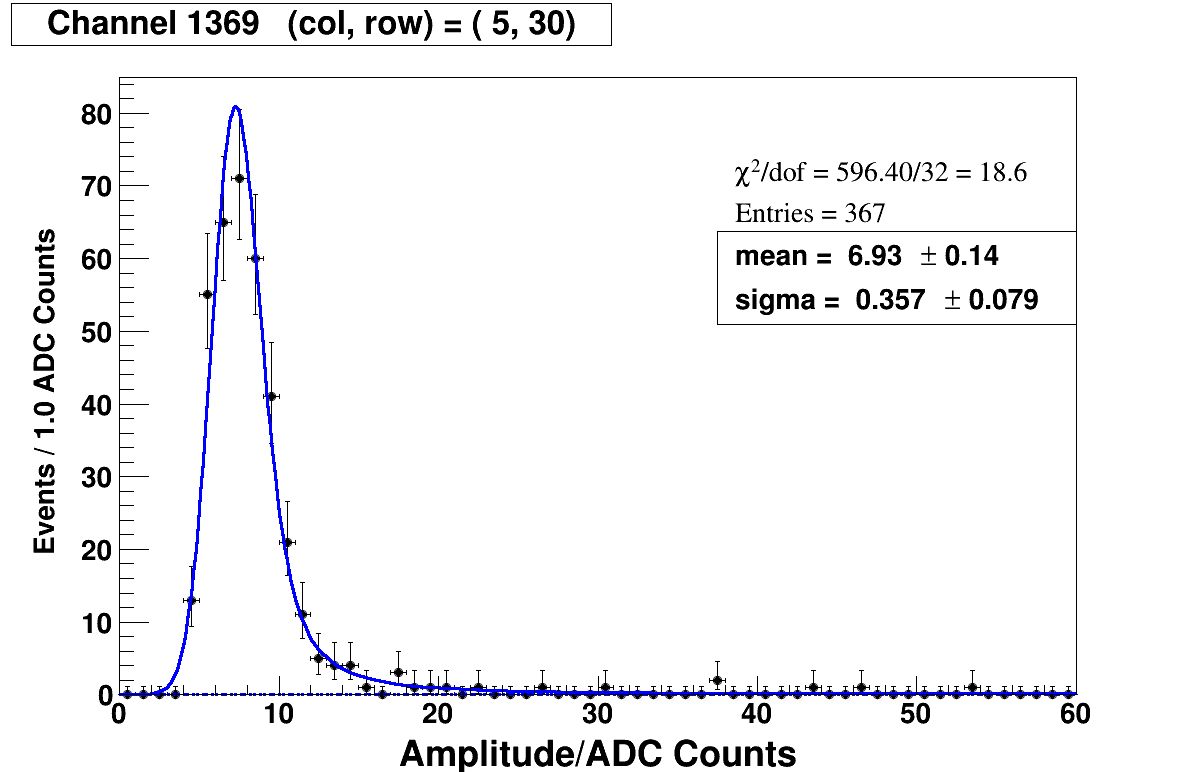 Channel 1369 (col, row) = ( 5, 30)
80
70
60
50
40
30
20
10
0
Events / 1.0 ADC Counts
χ²/dof = 596.40/32 = 18.6
Entries = 367
mean = 6.93 ± 0.14
sigma = 0.357 ± 0.079
0 10 20 30 40 50 60
Amplitude/ADC Counts